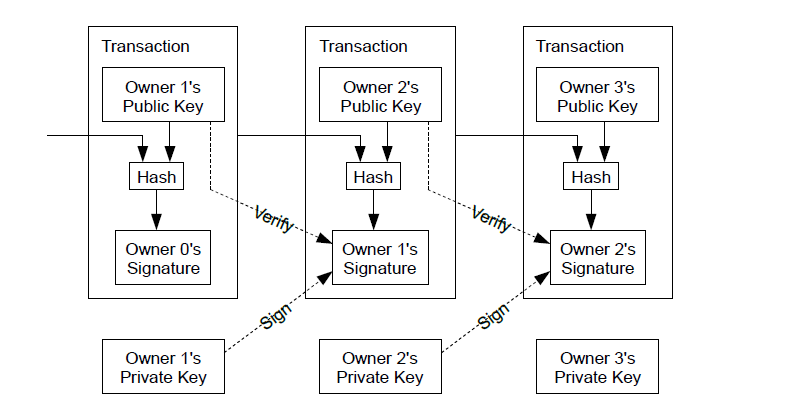 Transaction
Transaction
Transaction
Owner 1's
Public Key
Owner 2's
Public Key
Owner 3's
Public Key
Hash
Hash
Hash
Verify
Verify
Owner 0's
Signature
Owner 1's
Signature
Owner 2's
Signature
Sign
Sign
Owner 1's
Private Key
Owner 2's
Private Key
Owner 3's
Private Key